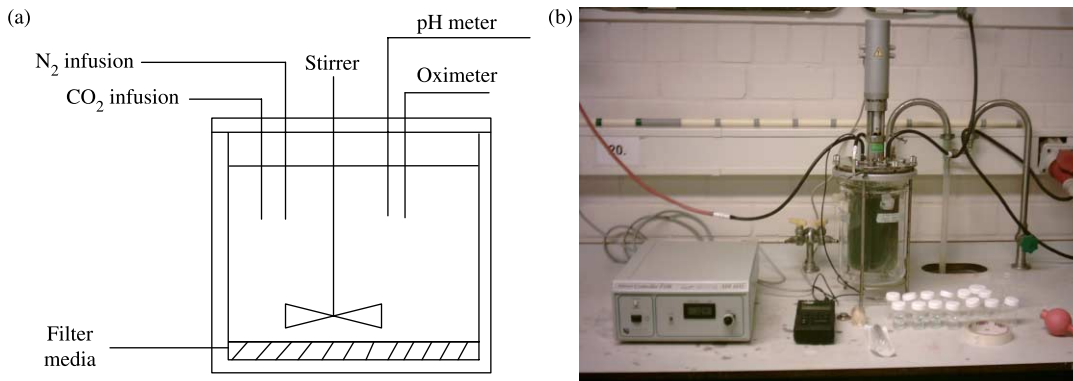 (a)
pH meter
N2 infusion
Stirrer
Oximeter
CO2 infusion
Filter
media
(b)
20.